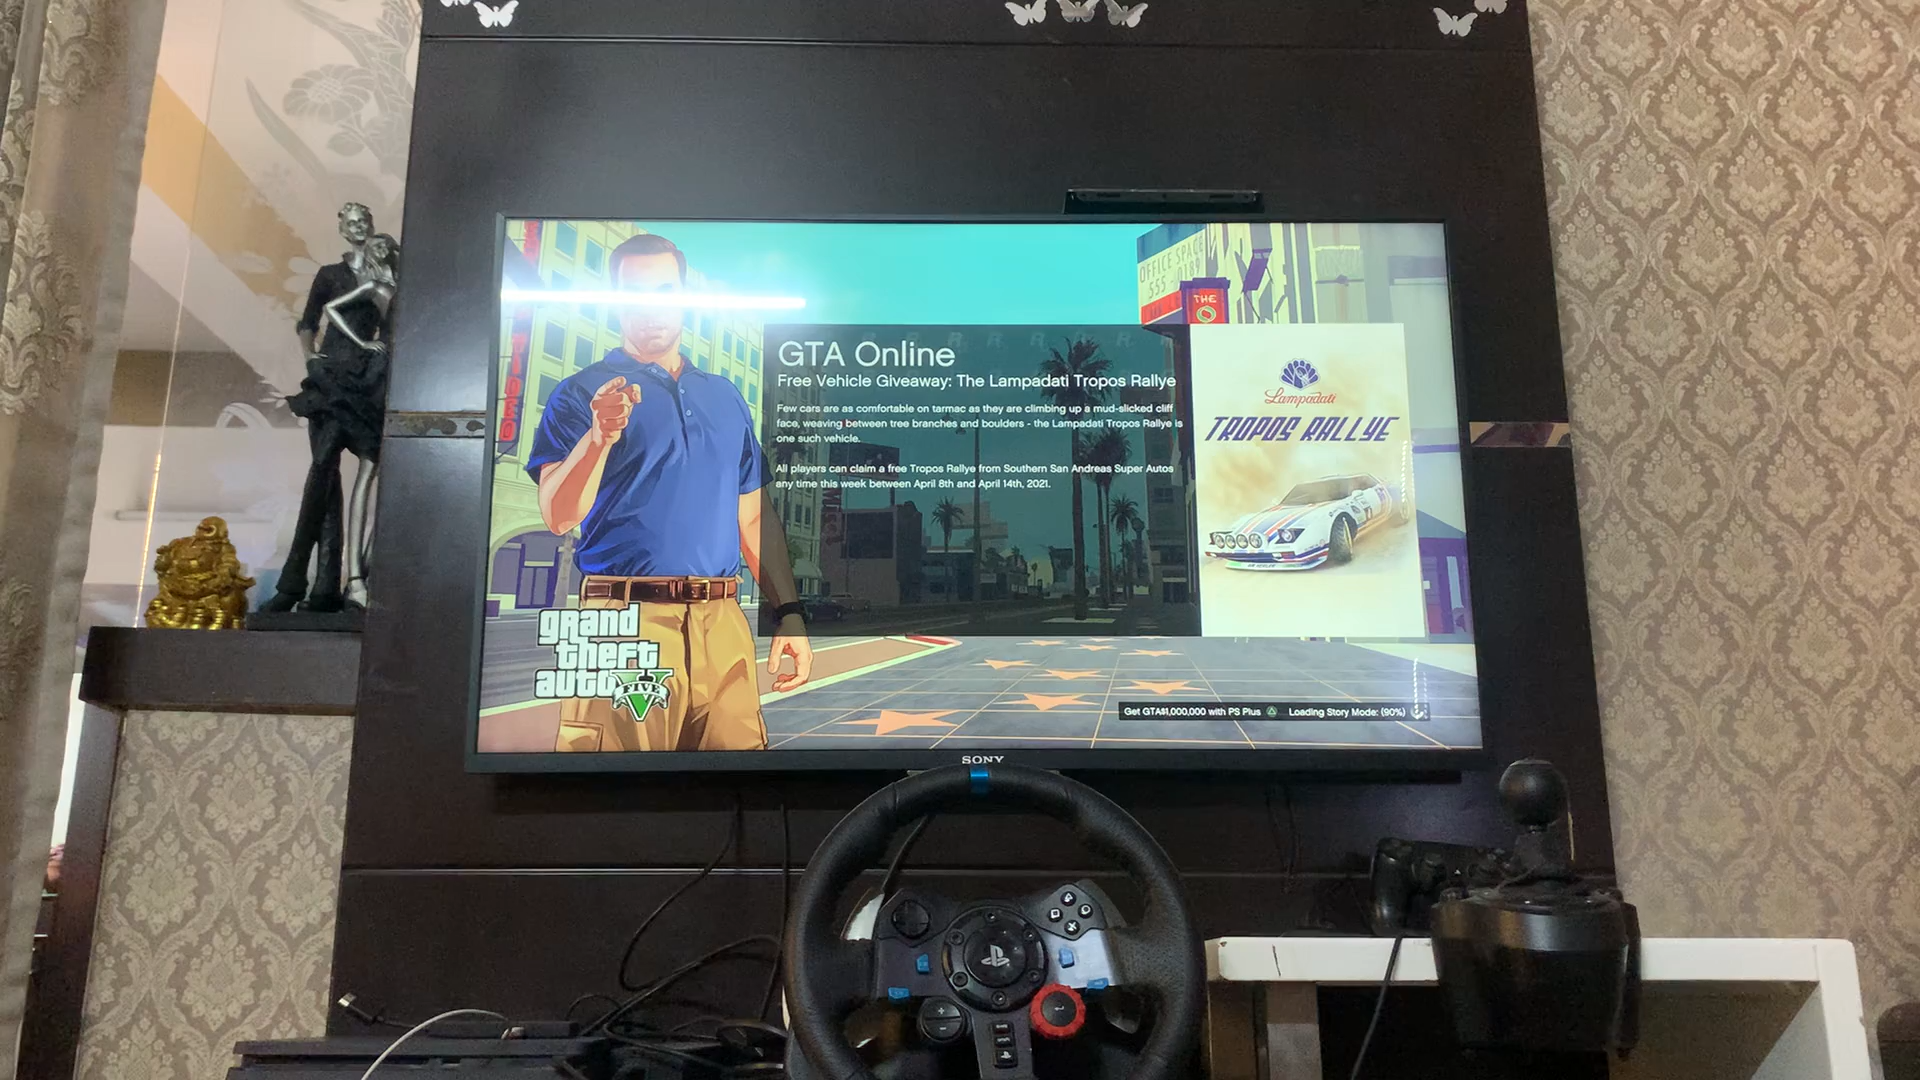 OFFICE SPACE
555-0189
THE
GTA Online
Free Vehicle Giveaway: The Lampadati Tropos Rallye
Few cars are as comfortable on tarmac as they are climbing up a mud-slicked cliff
face, weaving between tree branches and boulders - the Lampadati Tropos Rallye is
one such vehicle.
All players can claim a free Tropos Rallye from Southern San Andreas Super Autos
any time this week between April 8th and April 14th, 2021.
Lampadati
TROPOS RALLYE
grand
theft
auto
FIVE
V
Get GTA$1,000,000 with PS Plus
Loading Story Mode: (90%)
SONY